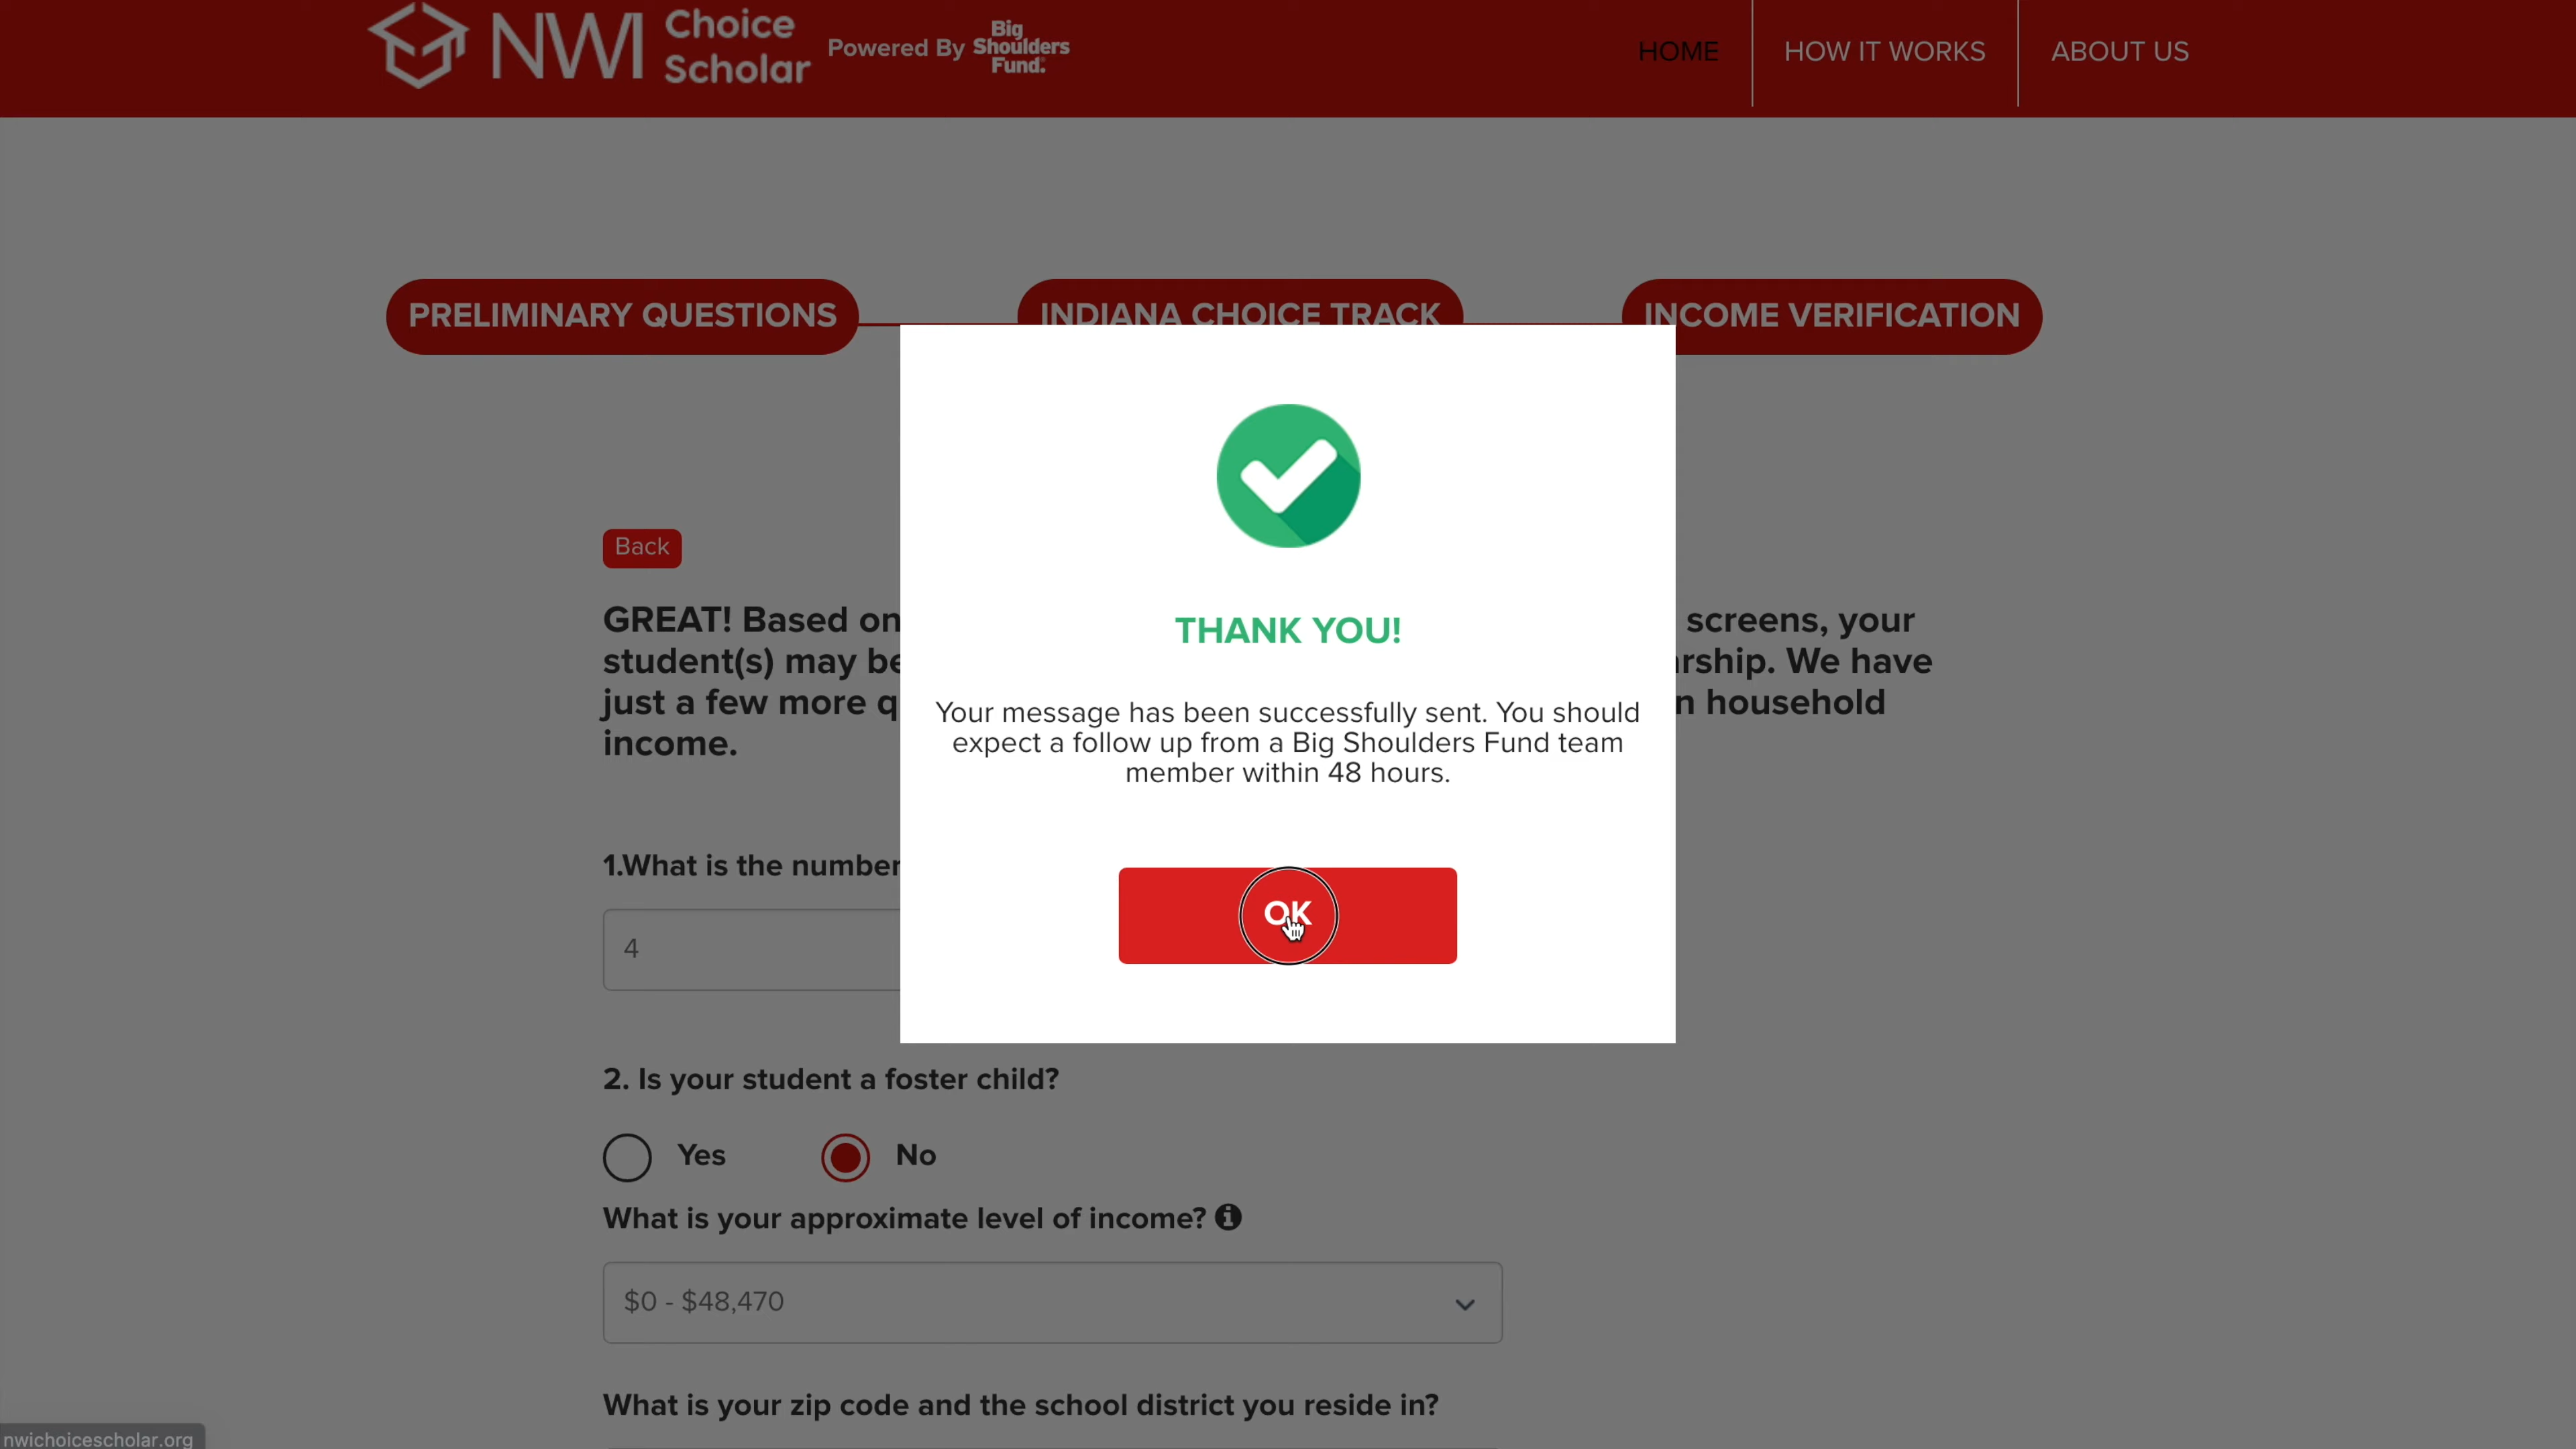 NWI Choice Scholar
Powered By Big Shoulders Fund.
HOME
HOW IT WORKS
ABOUT US
PRELIMINARY QUESTIONS
INDIANA CHOICE TRACK
INCOME VERIFICATION
Back
GREAT! Based on
screens, your
student(s) may be
We have
just a few more
household
income.
THANK YOU!
Your message has been successfully sent. You should
expect a follow up from a Big Shoulders Fund team
member within 48 hours.
OK
1.What is the number
4
2. Is your student a foster child?
Yes
No
What is your approximate level of income?
$0 - $48,470
What is your zip code and the school district you reside in?
nwichoicescholar.org